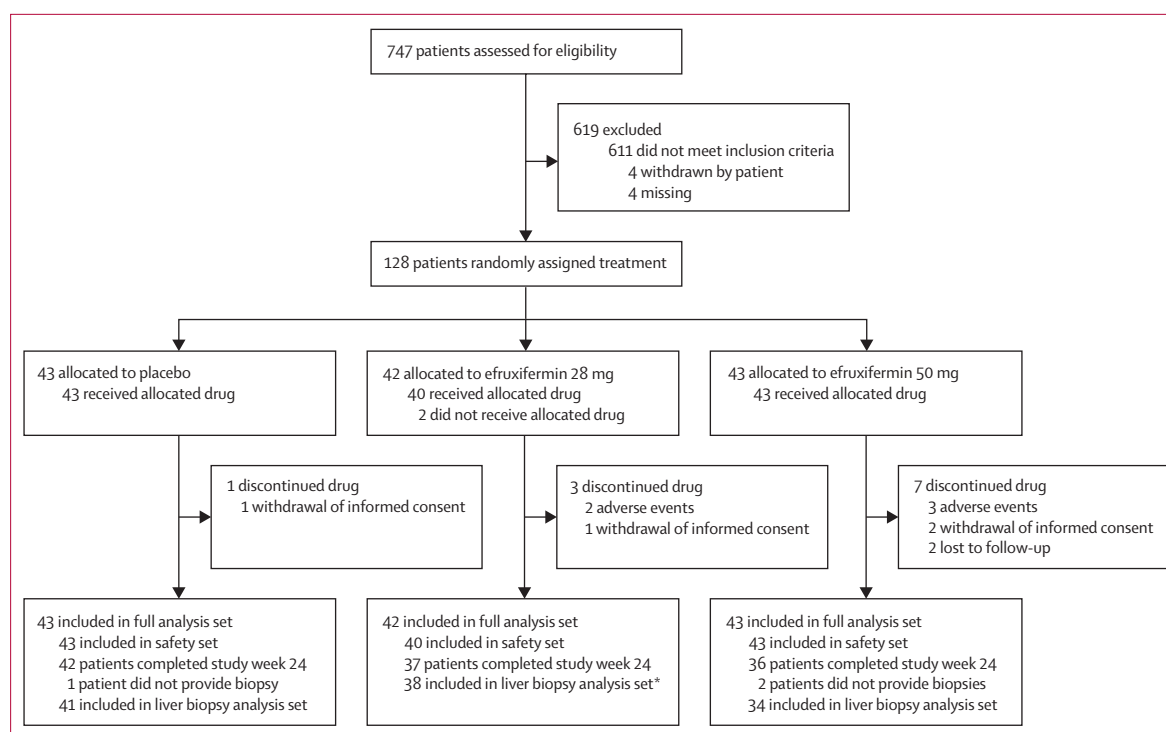 747 patients assessed for eligibility
619 excluded
611 did not meet inclusion criteria
4 withdrawn by patient
4 missing
128 patients randomly assigned treatment
43 allocated to placebo
43 received allocated drug
42 allocated to efruxifermin 28 mg
40 received allocated drug
2 did not receive allocated drug
43 allocated to efruxifermin 50 mg
43 received allocated drug
1 discontinued drug
1 withdrawal of informed consent
3 discontinued drug
2 adverse events
1 withdrawal of informed consent
7 discontinued drug
3 adverse events
2 withdrawal of informed consent
2 lost to follow-up
43 included in full analysis set
43 included in safety set
42 patients completed study week 24
1 patient did not provide biopsy
41 included in liver biopsy analysis set
42 included in full analysis set
40 included in safety set
37 patients completed study week 24
38 included in liver biopsy analysis set*
43 included in full analysis set
43 included in safety set
36 patients completed study week 24
2 patients did not provide biopsies
34 included in liver biopsy analysis set